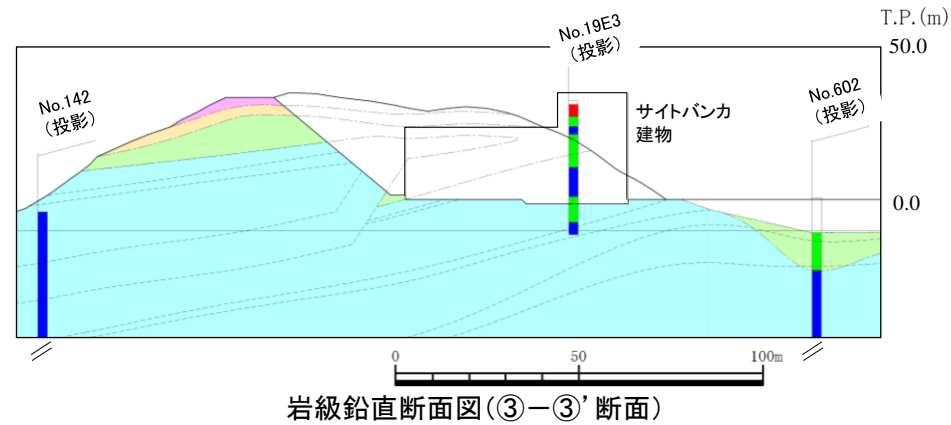 T.P.(m)
50.0
No.19E3
(投影)
No.142
(投影)
No.602
(投影)
サイトバンカ
建物
0.0
0
50
100m
岩級鉛直断面図(③-③'断面)